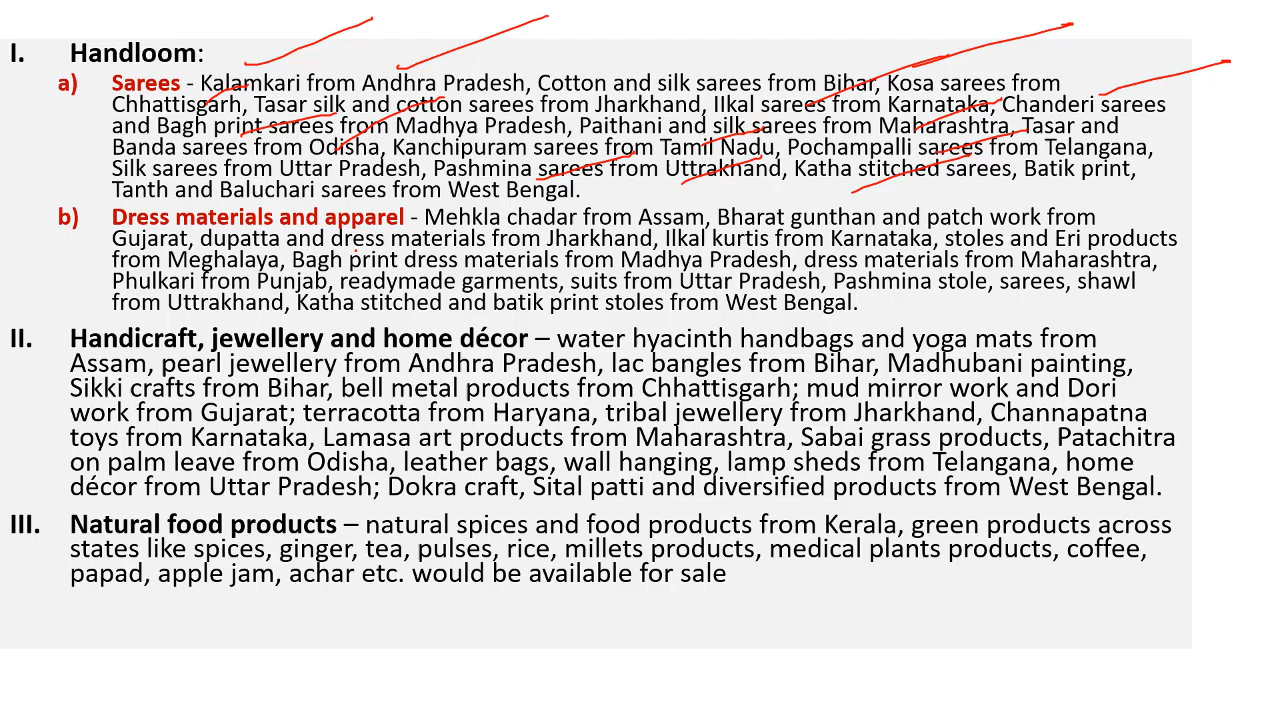 I. Handloom:
a) Sarees - Kalamkari from Andhra Pradesh, Cotton and silk sarees from Bihar, Kosa sarees from
Chhattisgarh, Tasar silk and cotton sarees from Jharkhand, IIkal sarees from Karnataka, Chanderi sarees
and Bagh print sarees from Madhya Pradesh, Paithani and silk sarees from Maharashtra, Tasar and
Banda sarees from Odisha, Kanchipuram sarees from Tamil Nadu, Pochampalli sarees from Telangana,
Silk sarees from Uttar Pradesh, Pashmina sarees from Uttrakhand, Katha stitched sarees, Batik print,
Tanth and Baluchari sarees from West Bengal.
b) Dress materials and apparel - Mehkla chadar from Assam, Bharat gunthan and patch work from
Gujarat, dupatta and dress materials from Jharkhand, Ilkal kurtis from Karnataka, stoles and Eri products
from Meghalaya, Bagh print dress materials from Madhya Pradesh, dress materials from Maharashtra,
Phulkari from Punjab, readymade garments, suits from Uttar Pradesh, Pashmina stole, sarees, shawl
from Uttrakhand, Katha stitched and batik print stoles from West Bengal.
II. Handicraft, jewellery and home décor – water hyacinth handbags and yoga mats from
Assam, pearl jewellery from Andhra Pradesh, lac bangles from Bihar, Madhubani painting,
Sikki crafts from Bihar, bell metal products from Chhattisgarh; mud mirror work and Dori
work from Gujarat; terracotta from Haryana, tribal jewellery from Jharkhand, Channapatna
toys from Karnataka, Lamasa art products from Maharashtra, Sabai grass products, Patachitra
on palm leave from Odisha, leather bags, wall hanging, lamp sheds from Telangana, home
décor from Uttar Pradesh; Dokra craft, Sital patti and diversified products from West Bengal.
III. Natural food products – natural spices and food products from Kerala, green products across
states like spices, ginger, tea, pulses, rice, millets products, medical plants products, coffee,
papad, apple jam, achar etc. would be available for sale